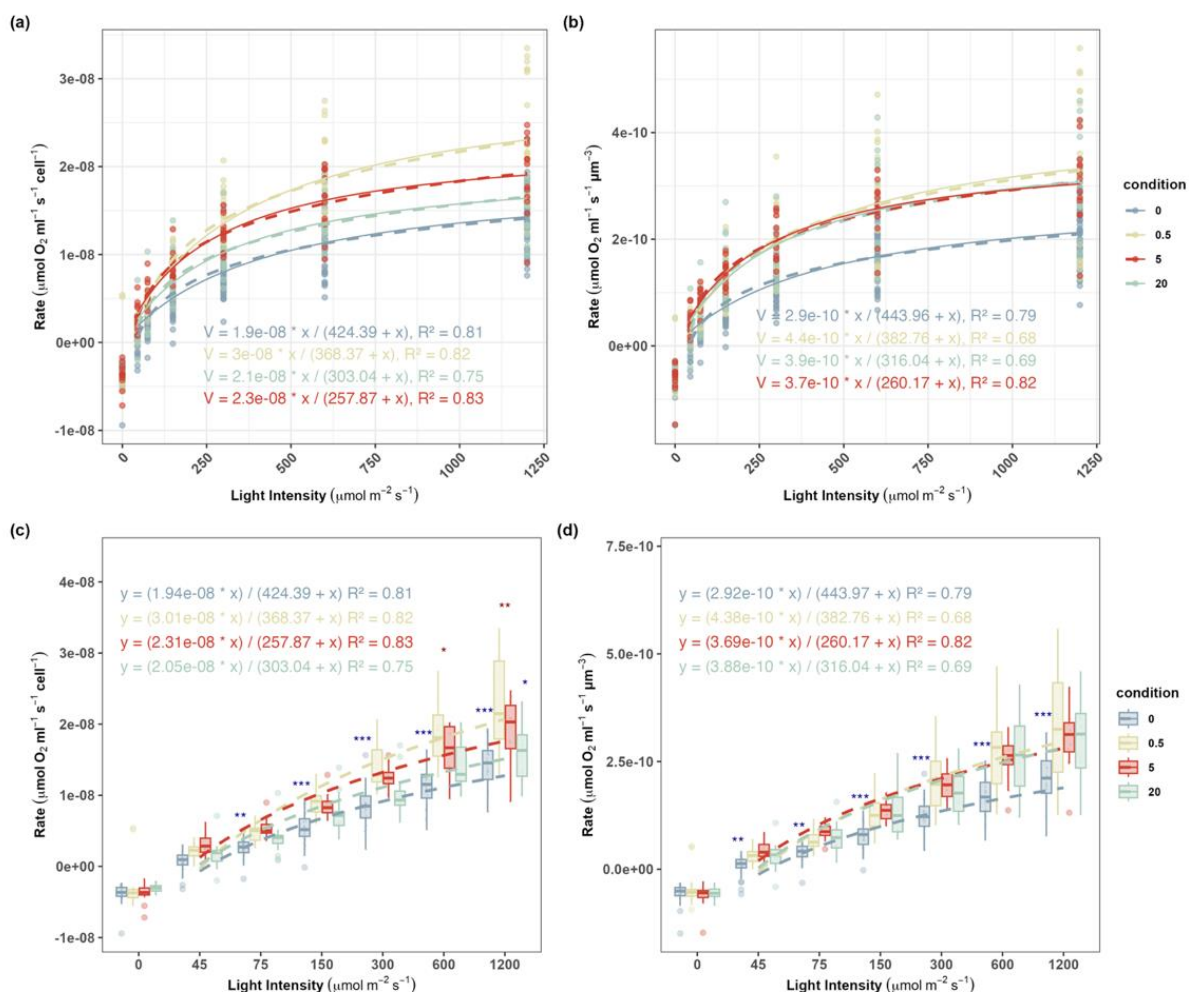 (a)
3e-08
2e-08
1e-08
0e+00
-1e-08
Rate (μmol O₂ ml⁻¹ s⁻¹ cell⁻¹)
V = 1.9e-08 * x / (424.39 + x), R² = 0.81
V = 3e-08 * x / (368.37 + x), R² = 0.82
V = 2.1e-08 * x / (303.04 + x), R² = 0.75
V = 2.3e-08 * x / (257.87 + x), R² = 0.83
0 250 500 750 1000 1250
Light Intensity (μmol m⁻² s⁻¹)
(b)
4e-10
2e-10
0e+00
Rate (μmol O₂ ml⁻¹ s⁻¹ μm⁻³)
V = 2.9e-10 * x / (443.96 + x), R² = 0.79
V = 4.4e-10 * x / (382.76 + x), R² = 0.68
V = 3.9e-10 * x / (316.04 + x), R² = 0.69
V = 3.7e-10 * x / (260.17 + x), R² = 0.82
0 250 500 750 1000 1250
Light Intensity (μmol m⁻² s⁻¹)
condition
0
0.5
5
20
(c)
4e-08
3e-08
2e-08
1e-08
0e+00
-1e-08
Rate (μmol O₂ ml⁻¹ s⁻¹ cell⁻¹)
y = (1.94e-08 * x) / (424.39 + x) R² = 0.81
y = (3.01e-08 * x) / (368.37 + x) R² = 0.82
y = (2.31e-08 * x) / (257.87 + x) R² = 0.83
y = (2.05e-08 * x) / (303.04 + x) R² = 0.75
** *** *** *** * *** ** *
0 45 75 150 300 600 1200
Light Intensity (μmol m⁻² s⁻¹)
(d)
7.5e-10
5.0e-10
2.5e-10
0.0e+00
Rate (μmol O₂ ml⁻¹ s⁻¹ μm⁻³)
y = (2.92e-10 * x) / (443.97 + x) R² = 0.79
y = (4.38e-10 * x) / (382.76 + x) R² = 0.68
y = (3.69e-10 * x) / (260.17 + x) R² = 0.82
y = (3.88e-10 * x) / (316.04 + x) R² = 0.69
** ** *** *** *** ***
0 45 75 150 300 600 1200
Light Intensity (μmol m⁻² s⁻¹)
condition
0
0.5
5
20